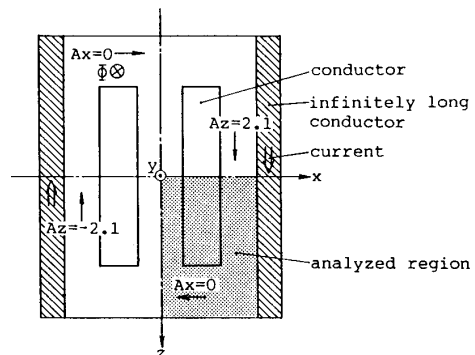 Ax=0
Φ⊗
conductor
infinitely long
conductor
Az=2.1
current
y
x
Az=-2.1
analyzed region
Ax=0
z